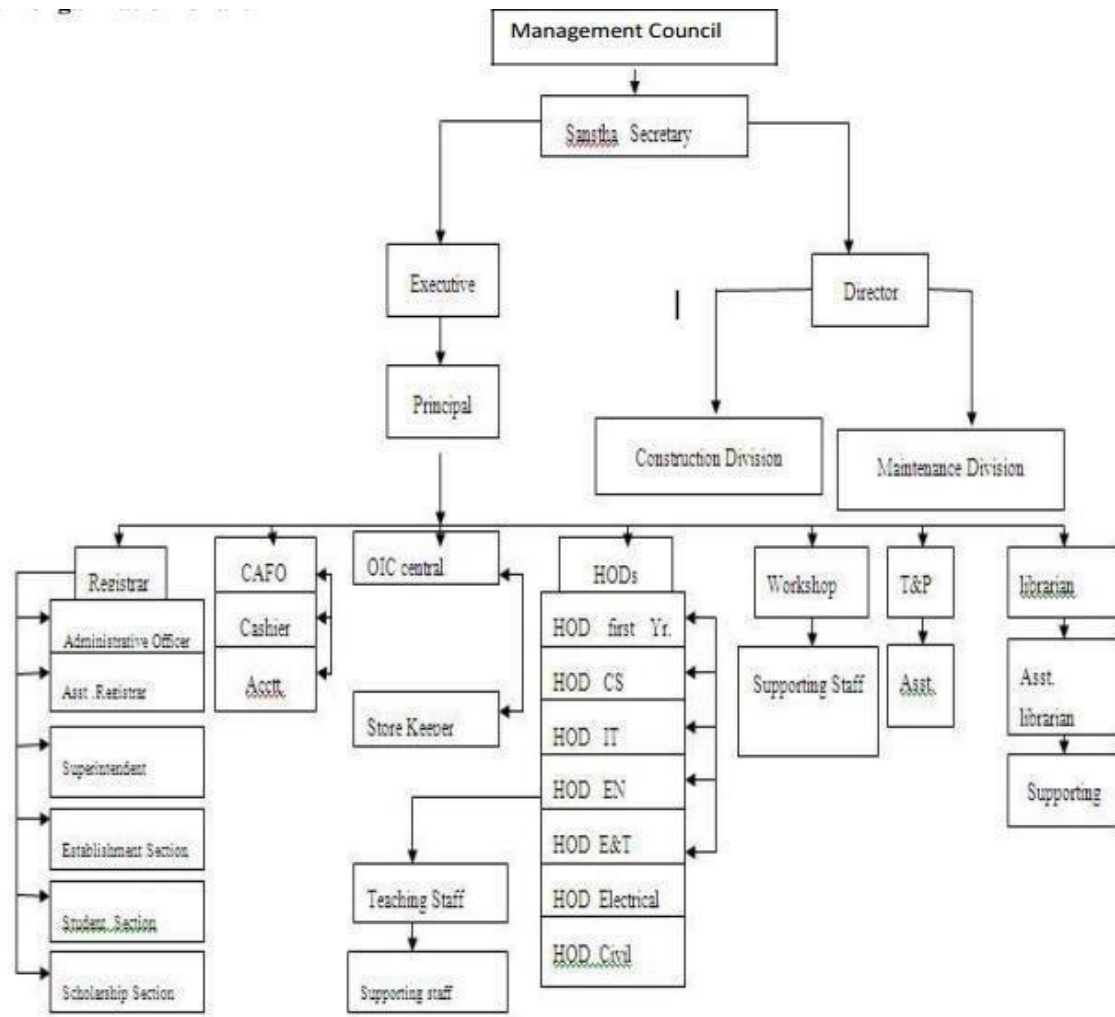 Management Council
Sanstha Secretary
Executive
Director
Principal
Construction Division
Maintenance Division
Registrar
CAFO
OIC central
HODs
Workshop
T&P
librarian
Administrative Officer
Cashier
HOD first Yr.
Supporting Staff
Asst.
Asst.
librarian
Asst .Registrar
Acctt.
HOD CS
Store Keeper
HOD IT
Superintendent
HOD EN
Supporting
Establishment Section
HOD E&T
Teaching Staff
HOD Electrical
Student Section
HOD Civil
Scholarship Section
Supporting staff